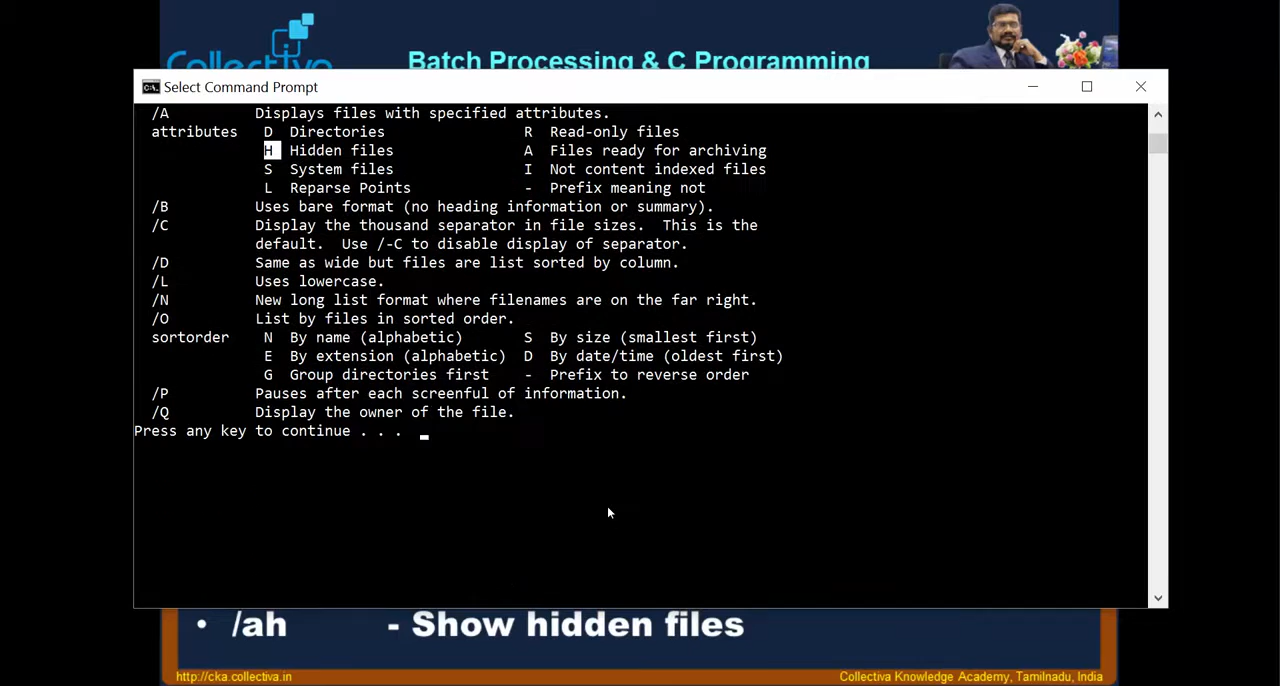 Collectiva
Batch Processing & C Programming
C:\. Select Command Prompt
/A Displays files with specified attributes.
attributes D Directories R Read-only files
H Hidden files A Files ready for archiving
S System files I Not content indexed files
L Reparse Points - Prefix meaning not
/B Uses bare format (no heading information or summary).
/C Display the thousand separator in file sizes. This is the
default. Use /-C to disable display of separator.
/D Same as wide but files are list sorted by column.
/L Uses lowercase.
/N New long list format where filenames are on the far right.
/O List by files in sorted order.
sortorder N By name (alphabetic) S By size (smallest first)
E By extension (alphabetic) D By date/time (oldest first)
G Group directories first - Prefix to reverse order
/P Pauses after each screenful of information.
/Q Display the owner of the file.
Press any key to continue . . .
• /ah - Show hidden files
http://cka.collectiva.in Collectiva Knowledge Academy, Tamilnadu, India